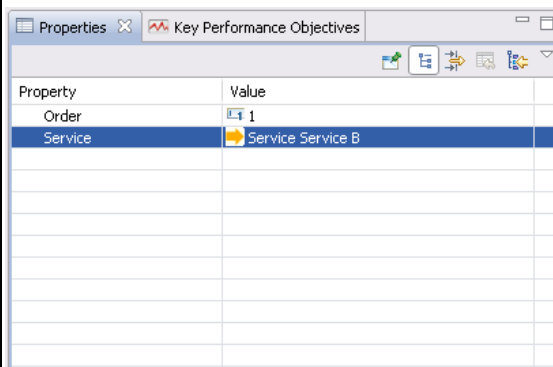 Properties Key Performance Objectives
Property Value
Order 1
Service Service Service B